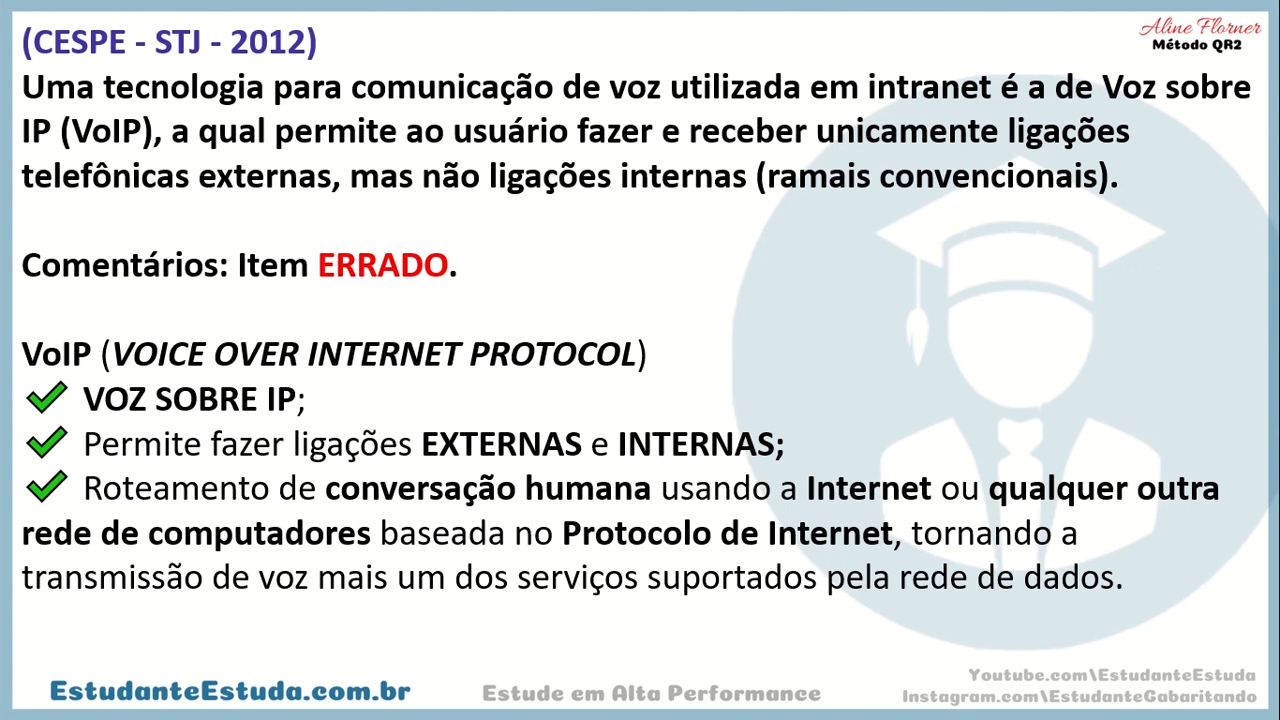 (CESPE - STJ - 2012)
Aline Florner
Método QR2
Uma tecnologia para comunicação de voz utilizada em intranet é a de Voz sobre
IP (VoIP), a qual permite ao usuário fazer e receber unicamente ligações
telefônicas externas, mas não ligações internas (ramais convencionais).
Comentários: Item ERRADO.
VoIP (VOICE OVER INTERNET PROTOCOL)
VOZ SOBRE IP;
Permite fazer ligações EXTERNAS e INTERNAS;
Roteamento de conversação humana usando a Internet ou qualquer outra
rede de computadores baseada no Protocolo de Internet, tornando a
transmissão de voz mais um dos serviços suportados pela rede de dados.
EstudanteEstuda.com.br
Estude em Alta Performance
Youtube.com\EstudanteEstuda
Instagram.com\EstudanteGabaritando